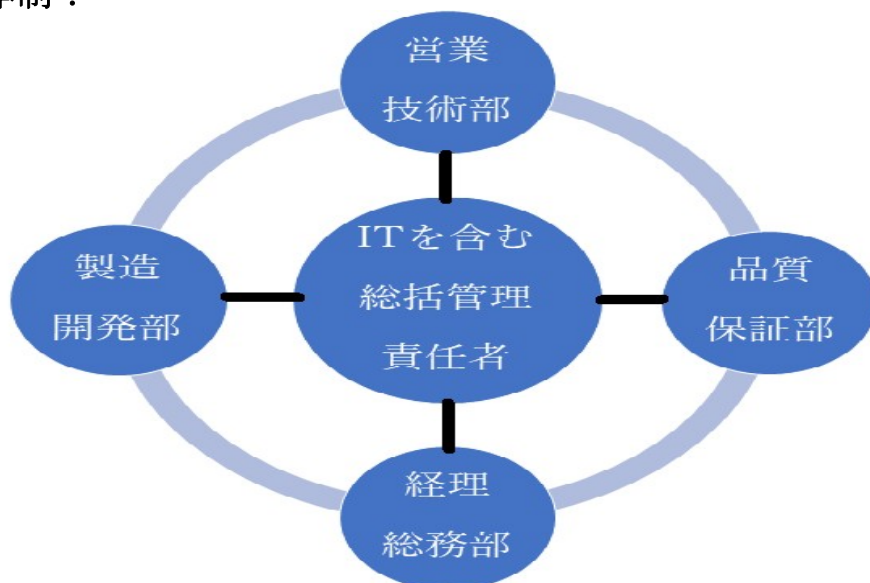 営業
技術部
ITを含む
総括管理
責任者
製造
開発部
品質
保証部
経理
総務部